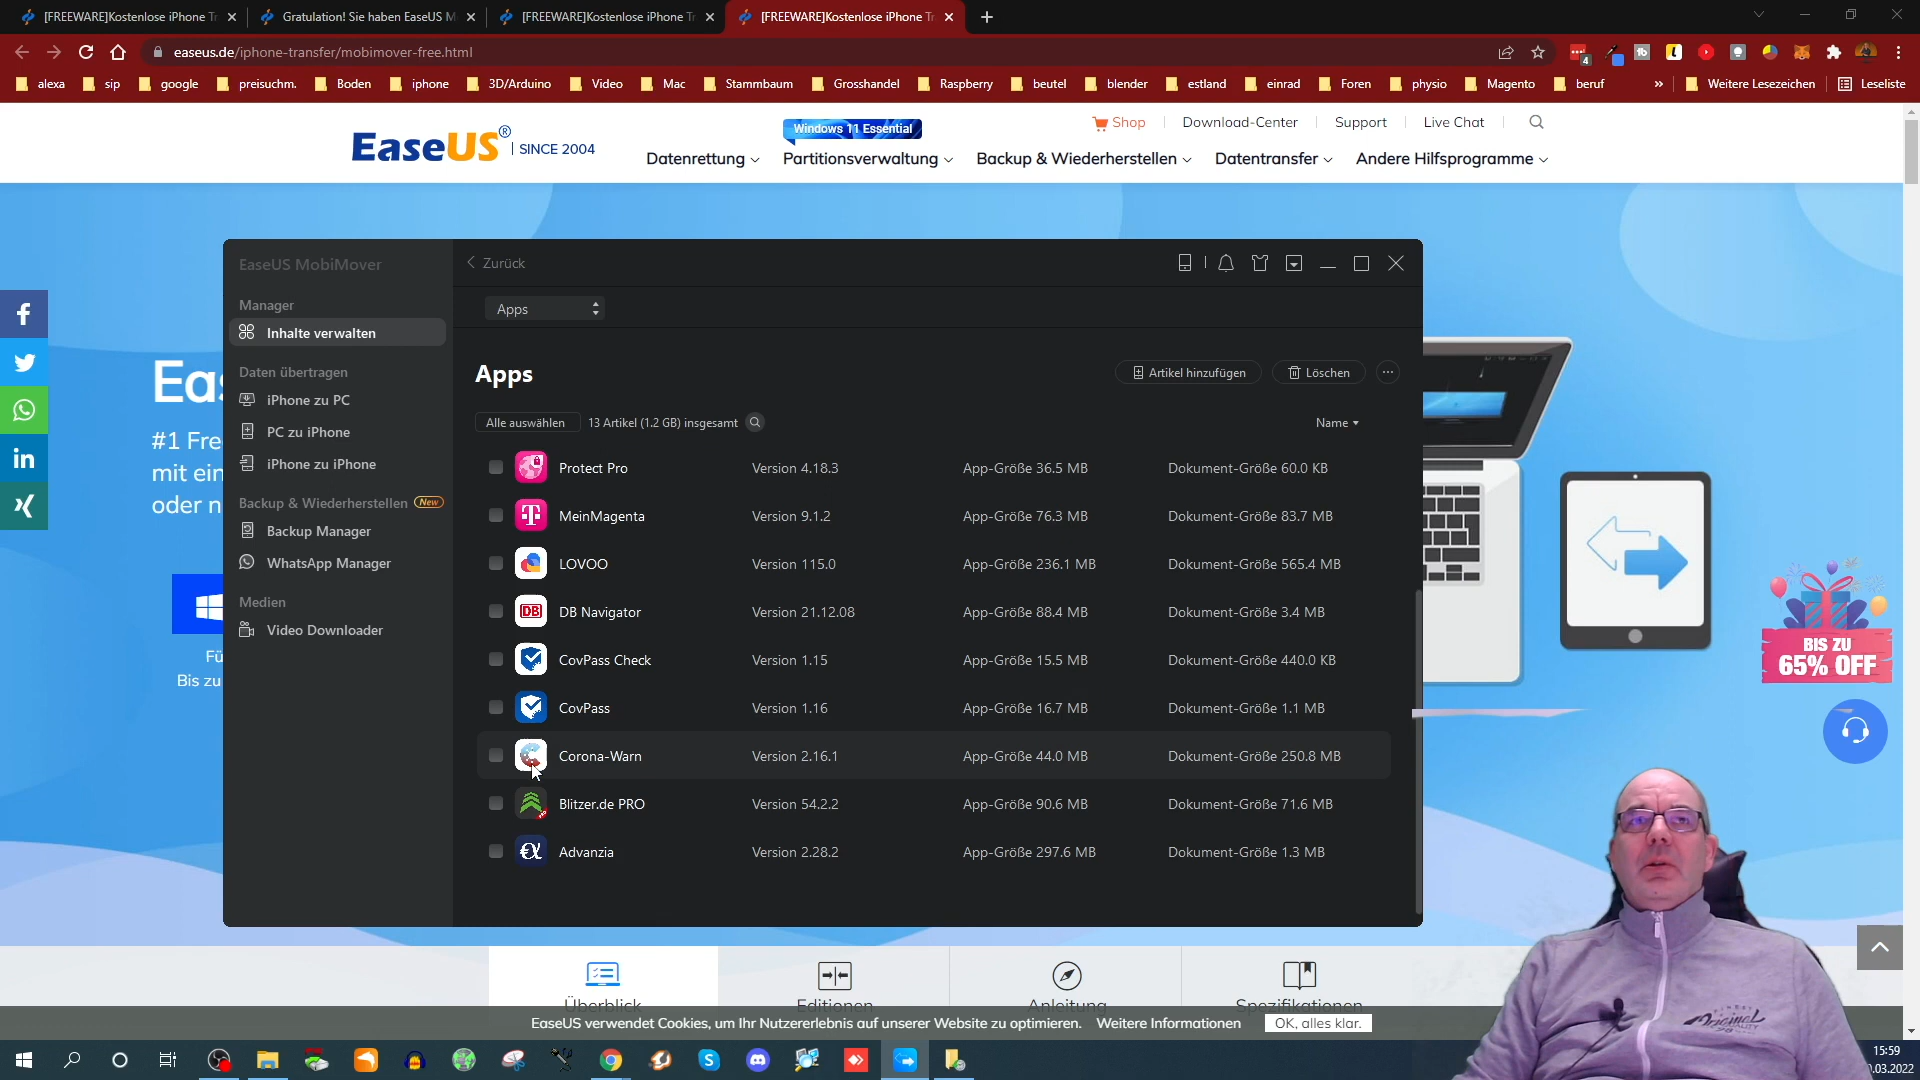 [FREEWARE]Kostenlose iPhone Tr
Gratulation! Sie haben EaseUS M
[FREEWARE]Kostenlose iPhone Tr
[FREEWARE]Kostenlose iPhone Tr
easeus.de/iphone-transfer/mobimover-free.html
alexa
sip
google
preisuchm.
Boden
iphone
3D/Arduino
Video
Mac
Stammbaum
Grosshandel
Raspberry
beutel
blender
estland
einrad
Foren
physio
Magento
beruf
»
Weitere Lesezeichen
Leseliste
EaseUS® SINCE 2004
Windows 11 Essential
Shop
Download-Center
Support
Live Chat
Datenrettung
Partitionsverwaltung
Backup & Wiederherstellen
Datentransfer
Andere Hilfsprogramme
Eas
#1 Fre
mit ein
oder n
Fü
Bis zu
EaseUS MobiMover
Manager
Inhalte verwalten
Daten übertragen
iPhone zu PC
PC zu iPhone
iPhone zu iPhone
Backup & Wiederherstellen New
Backup Manager
WhatsApp Manager
Medien
Video Downloader
Zurück
Apps
Apps
Artikel hinzufügen
Löschen
Alle auswählen
13 Artikel (1.2 GB) insgesamt
Name
Protect Pro Version 4.18.3 App-Größe 36.5 MB Dokument-Größe 60.0 KB
MeinMagenta Version 9.1.2 App-Größe 76.3 MB Dokument-Größe 83.7 MB
LOVOO Version 115.0 App-Größe 236.1 MB Dokument-Größe 565.4 MB
DB DB Navigator Version 21.12.08 App-Größe 88.4 MB Dokument-Größe 3.4 MB
CovPass Check Version 1.15 App-Größe 15.5 MB Dokument-Größe 440.0 KB
CovPass Version 1.16 App-Größe 16.7 MB Dokument-Größe 1.1 MB
Corona-Warn Version 2.16.1 App-Größe 44.0 MB Dokument-Größe 250.8 MB
Blitzer.de PRO Version 54.2.2 App-Größe 90.6 MB Dokument-Größe 71.6 MB
Advanzia Version 2.28.2 App-Größe 297.6 MB Dokument-Größe 1.3 MB
BIS ZU
65% OFF
Überblick
Editionen
Anleitung
Spezifikationen
EaseUS verwendet Cookies, um Ihr Nutzererlebnis auf unserer Website zu optimieren.
Weitere Informationen
OK, alles klar.
Original
15:59
.03.2022